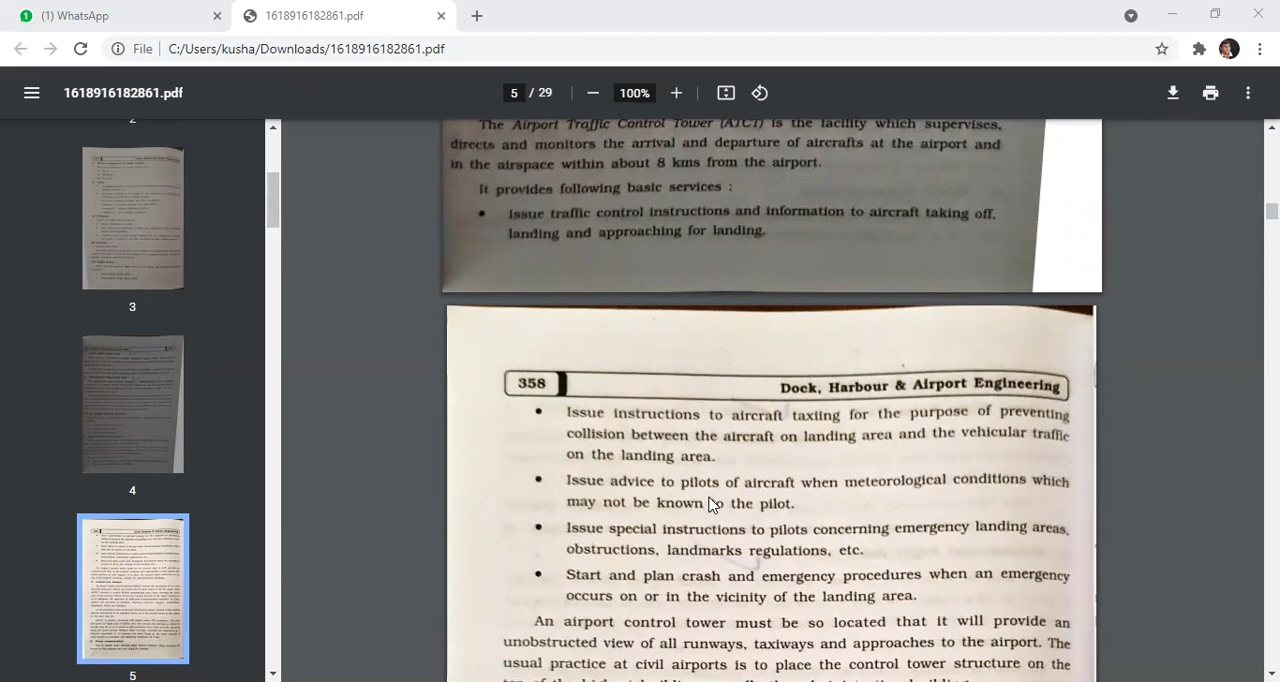 1
(1) WhatsApp
1618916182861.pdf
File
C:/Users/kusha/Downloads/1618916182861.pdf
1618916182861.pdf
5 / 29
100%
2
3
4
5
The Airport Traffic Control Tower (ATCT) is the facility which supervises,
directs and monitors the arrival and departure of aircrafts at the airport and
in the airspace within about 8 kms from the airport.
It provides following basic services :
• Issue traffic control instructions and information to aircraft taking off,
landing and approaching for landing.
358
Dock, Harbour & Airport Engineering
• Issue instructions to aircraft taxiing for the purpose of preventing
collision between the aircraft on landing area and the vehicular traffic
on the landing area.
• Issue advice to pilots of aircraft when meteorological conditions which
may not be known to the pilot.
• Issue special instructions to pilot concerning emergency landing areas,
obstructions, landmarks regulations, etc.
Start and plan crash and emergency procedures when an emergency
occurs on or in the vicinity of the landing area.
An airport control tower must be so located that it will provide an
unobstructed view of all runways, taxiways and approaches to the airport. The
usual practice at civil airports is to place the control tower structure on the